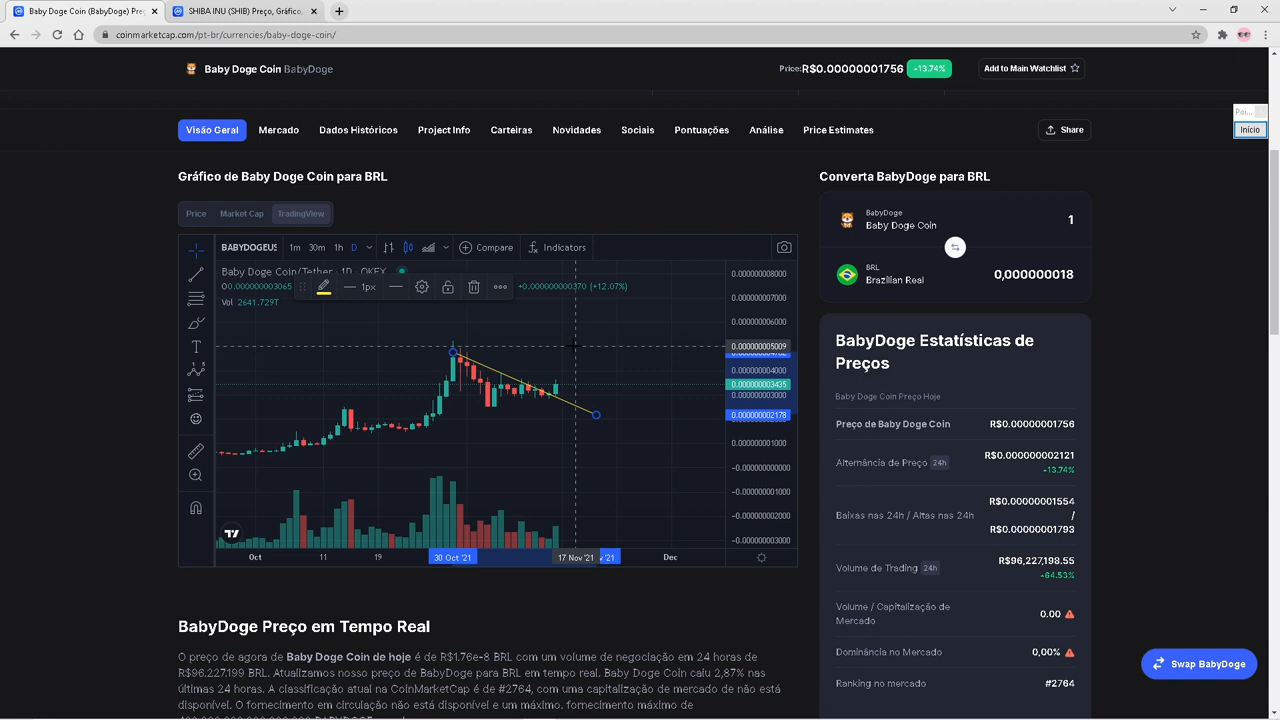 Baby Doge Coin (BabyDoge) Preç
SHIBA INU (SHIB) Preço, Gráfico,
coinmarketcap.com/pt-br/currencies/baby-doge-coin/
Baby Doge Coin BabyDoge
Price:R$0.00000001756 -13.74%
Add to Main Watchlist
Poi...
Início
Visão Geral
Mercado
Dados Históricos
Project Info
Carteiras
Novidades
Sociais
Pontuações
Análise
Price Estimates
Share
Gráfico de Baby Doge Coin para BRL
Price
Market Cap
TradingView
BABYDOGEUS 1m 30m 1h D Compare Indicators
Baby Doge Coin/Tether 1D OKEX
O0.000000003065 +0.000000000370 (+12.07%)
1px
Vol 2641.729T
0.000000008000
0.000000007000
0.000000006000
0.000000005009
0.000000004000
0.000000003435
0.000000003000
0.000000002178
0.000000001000
−0.000000000000
−0.000000001000
−0.000000002000
−0.000000003000
Oct
11
19
30 Oct '21
17 Nov '21
'21
Dec
Converta BabyDoge para BRL
BabyDoge
Baby Doge Coin
1
BRL
Brazilian Real
0,000000018
BabyDoge Estatísticas de
Preços
Baby Doge Coin Preço Hoje
Preço de Baby Doge Coin R$0.00000001756
Alternância de Preço 24h R$0.000000002121
-13.74%
Baixas nas 24h / Altas nas 24h R$0.00000001554
/
R$0.00000001793
Volume de Trading 24h R$96,227,198.55
-64.53%
Volume / Capitalização de
Mercado 0.00
Dominância no Mercado 0,00%
Ranking no mercado #2764
Swap BabyDoge
BabyDoge Preço em Tempo Real
O preço de agora de Baby Doge Coin de hoje é de R$1.76e-8 BRL com um volume de negociação em 24 horas de
R$96.227.199 BRL. Atualizamos nosso preço de BabyDoge para BRL em tempo real. Baby Doge Coin caiu 2,87% nas
últimas 24 horas. A classificação atual na CoinMarketCap é de #2764, com uma capitalização de mercado de não está
disponível. O fornecimento em circulação não está disponível e um máximo. fornecimento máximo de